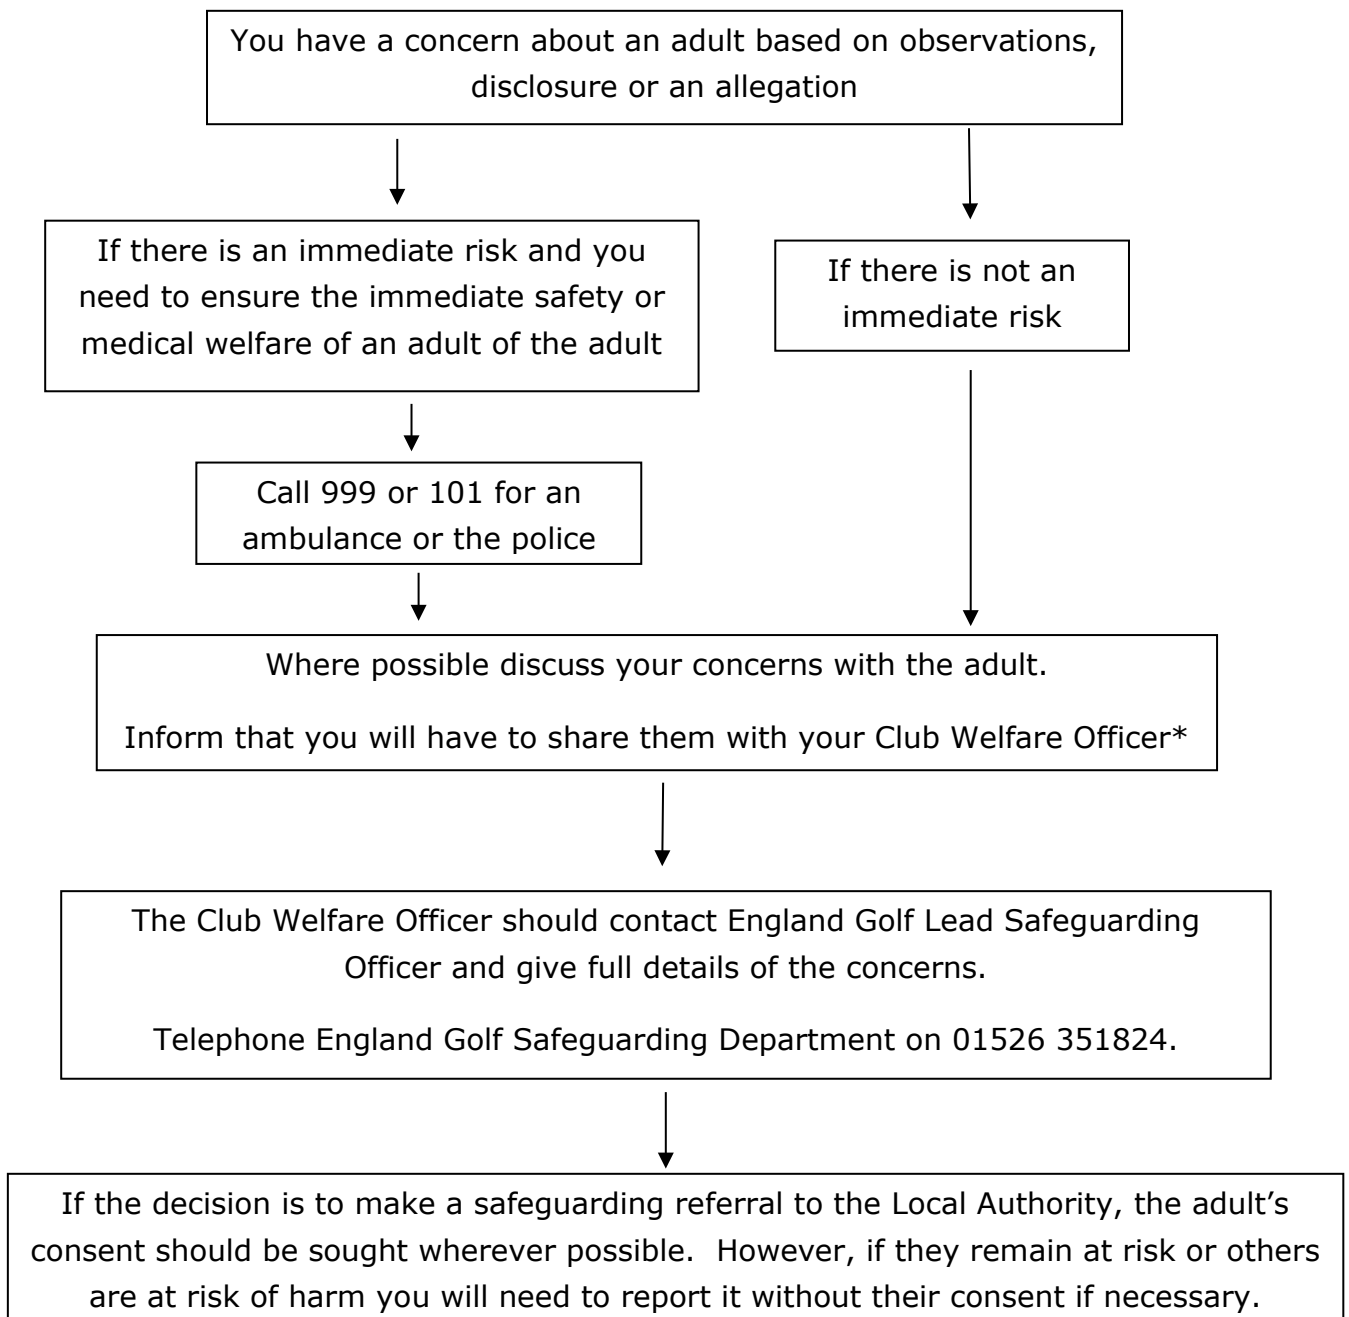 You have a concern about an adult based on observations,
disclosure or an allegation
If there is an immediate risk and you
need to ensure the immediate safety or
medical welfare of an adult of the adult
If there is not an
immediate risk
Call 999 or 101 for an
ambulance or the police
Where possible discuss your concerns with the adult.
Inform that you will have to share them with your Club Welfare Officer*
The Club Welfare Officer should contact England Golf Lead Safeguarding
Officer and give full details of the concerns.
Telephone England Golf Safeguarding Department on 01526 351824.
If the decision is to make a safeguarding referral to the Local Authority, the adult’s
consent should be sought wherever possible.  However, if they remain at risk or others
are at risk of harm you will need to report it without their consent if necessary.